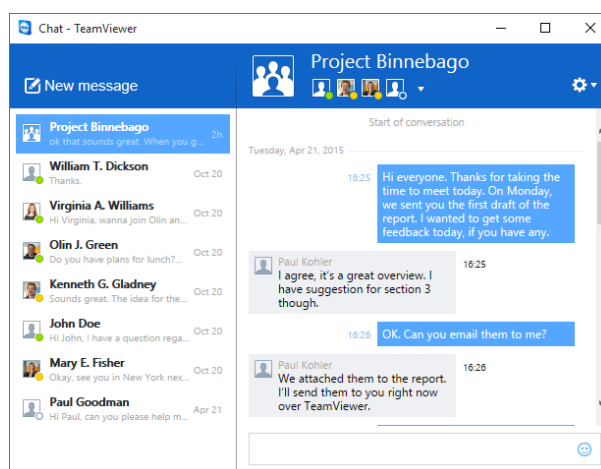 Chat - TeamViewer
New message
Project Binnebago
ok that sounds great. When you g...
2h
William T. Dickson
Thanks.
Oct 20
Virginia A. Williams
Hi Virginia, wanna join Olin an...
Oct 20
Olin J. Green
Do you have plans for lunch?...
Oct 20
Kenneth G. Gladney
Sounds great. The idea for the...
Oct 20
John Doe
Hi John, I have a question rega...
Oct 20
Mary E. Fisher
Okay, see you in New York nex...
Oct 20
Paul Goodman
Hi Paul, can you please help m...
Apr 21
Project Binnebago
Start of conversation
Tuesday, Apr 21, 2015
16:25
Hi everyone. Thanks for taking the
time to meet today. On Monday,
we sent you the first draft of the
report. I wanted to get some
feedback today, if you have any.
Paul Kohler
16:25
I agree, it's a great overview. I
have suggestion for section 3
though.
16:26
OK. Can you email them to me?
Paul Kohler
16:26
We attached them to the report.
I'll send them to you right now
over TeamViewer.